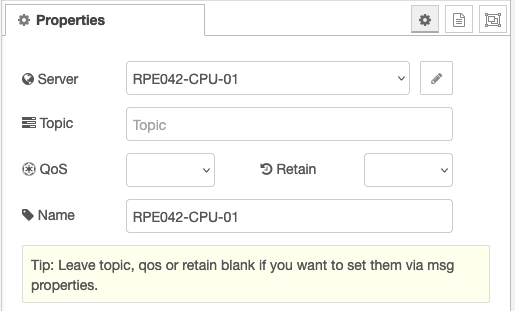 Properties
Server RPE042-CPU-01
Topic Topic
QoS Retain
Name RPE042-CPU-01
Tip: Leave topic, qos or retain blank if you want to set them via msg
properties.